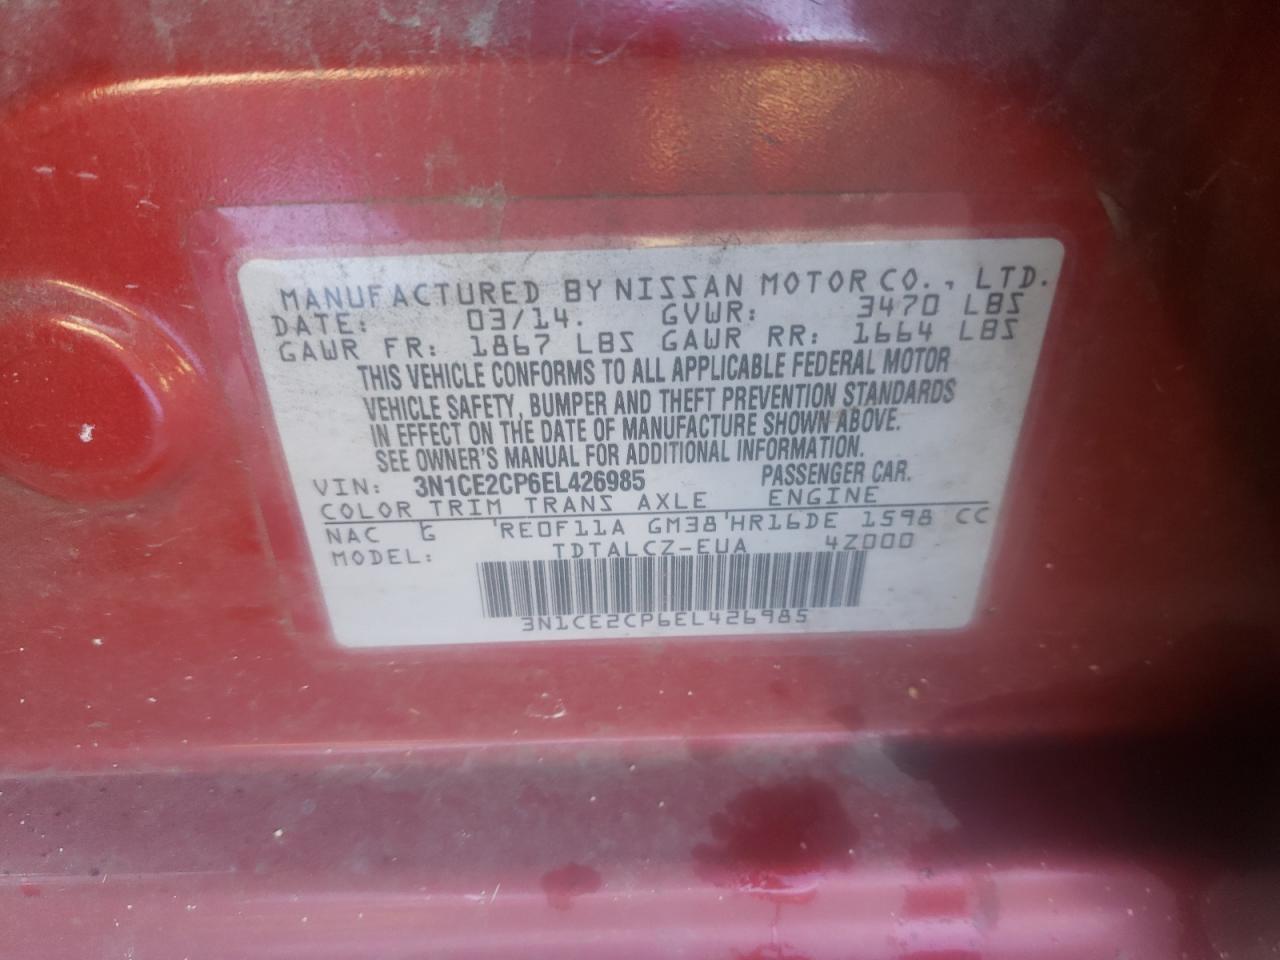 MANUFACTURED BY NISSAN MOTOR CO., LTD.
DATE: 03/14. GVWR: 3470 LBS
GAWR FR: 1867 LBS GAWR RR: 1664 LBS
THIS VEHICLE CONFORMS TO ALL APPLICABLE FEDERAL MOTOR
VEHICLE SAFETY, BUMPER AND THEFT PREVENTION STANDARDS
IN EFFECT ON THE DATE OF MANUFACTURE SHOWN ABOVE.
SEE OWNER'S MANUAL FOR ADDITIONAL INFORMATION.
VIN: 3N1CE2CP6EL426985 PASSENGER CAR.
COLOR TRIM TRANS AXLE ENGINE
NAC G RE0F11A GM38 HR16DE 1598 CC
MODEL: TDTALCZ-EUA 4Z000
3N1CE2CP6EL426985